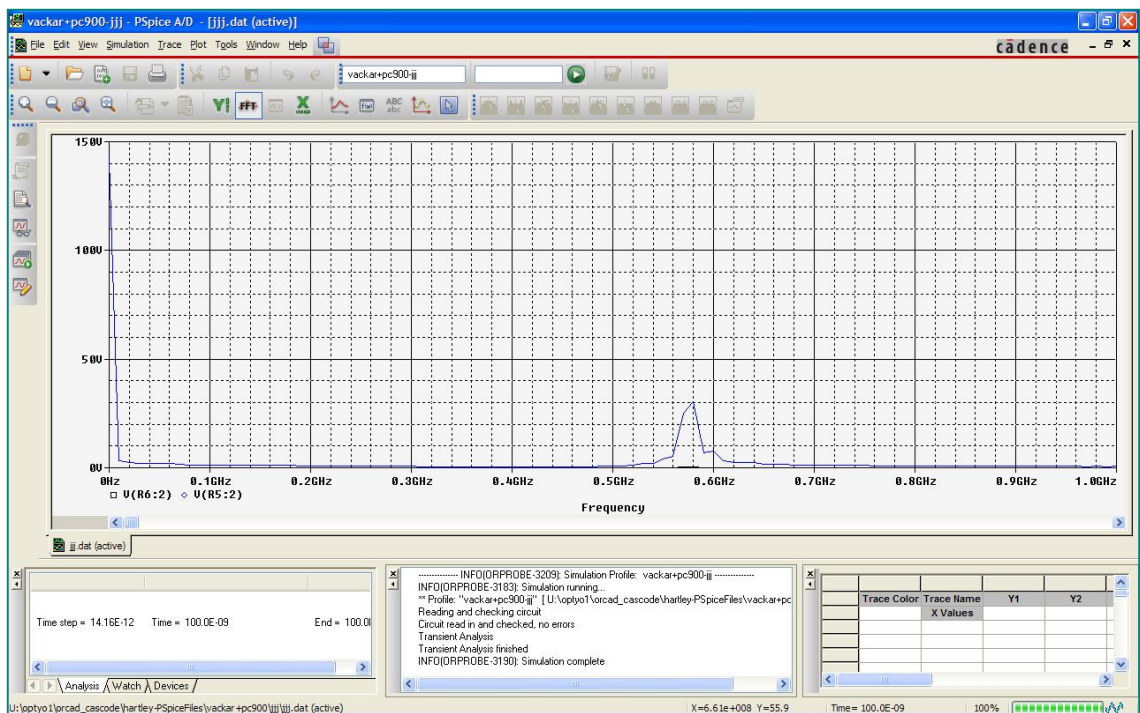 vackar+pc900-jjj - PSpice A/D - [jjj.dat (active)]
File Edit View Simulation Trace Plot Tools Window Help
cādence
vackar+pc900-jjj
FFT
ABC
abc
150V
100V
50V
0V
0Hz 0.1GHz 0.2GHz 0.3GHz 0.4GHz 0.5GHz 0.6GHz 0.7GHz 0.8GHz 0.9GHz 1.0GHz
V(R6:2) V(R5:2)
Frequency
jjj.dat (active)
Time step = 14.16E-12 Time = 100.0E-09 End = 100.0
Analysis Watch Devices
-------------- INFO(ORPROBE-3209): Simulation Profile: vackar+pc900-jjj ---------------
INFO(ORPROBE-3183): Simulation running...
** Profile: "vackar+pc900-jjj" [ U:\optyo1\orcad_cascode\hartley-PSpiceFiles\vackar+pc
Reading and checking circuit
Circuit read in and checked, no errors
Transient Analysis
Transient Analysis finished
INFO(ORPROBE-3190): Simulation complete
Trace Color Trace Name Y1 Y2
X Values
U:\optyo1\orcad_cascode\hartley-PSpiceFiles\vackar+pc900\jjj\jjj.dat (active) X=6.61e+008 Y=55.9 Time= 100.0E-09 100%